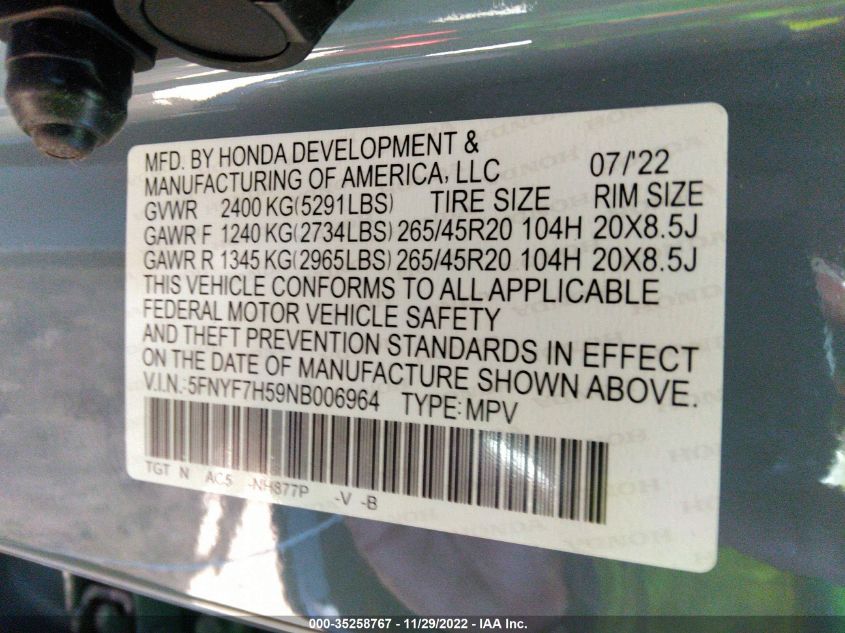 MFD. BY HONDA DEVELOPMENT &
MANUFACTURING OF AMERICA, LLC 07/'22
GVWR 2400 KG(5291LBS) TIRE SIZE RIM SIZE
GAWR F 1240 KG(2734LBS) 265/45R20 104H 20X8.5J
GAWR R 1345 KG(2965LBS) 265/45R20 104H 20X8.5J
THIS VEHICLE CONFORMS TO ALL APPLICABLE
FEDERAL MOTOR VEHICLE SAFETY
AND THEFT PREVENTION STANDARDS IN EFFECT
ON THE DATE OF MANUFACTURE SHOWN ABOVE.
V.I.N.:5FNYF7H59NB006964 TYPE:MPV
TGT N AC5 -NH877P -V -B
000-35258767 - 11/29/2022 - IAA Inc.